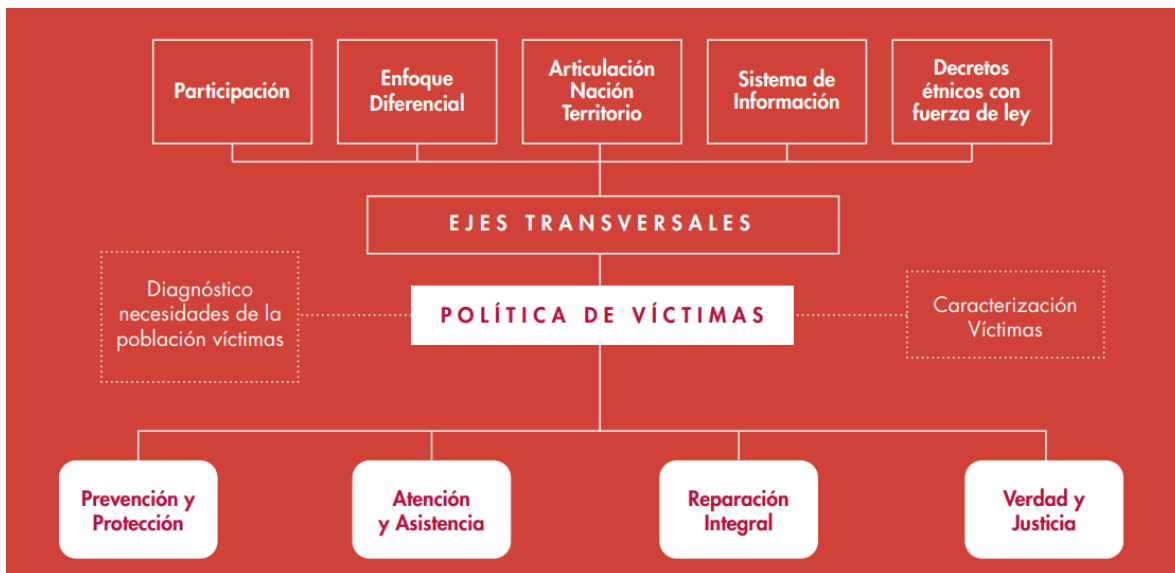 Participación
Enfoque
Diferencial
Articulación
Nación
Territorio
Sistema de
Información
Decretos
étnicos con
fuerza de ley
EJES TRANSVERSALES
Diagnóstico
necesidades de la
población víctimas
POLÍTICA DE VÍCTIMAS
Caracterización
Víctimas
Prevención y
Protección
Atención
y Asistencia
Reparación
Integral
Verdad y
Justicia